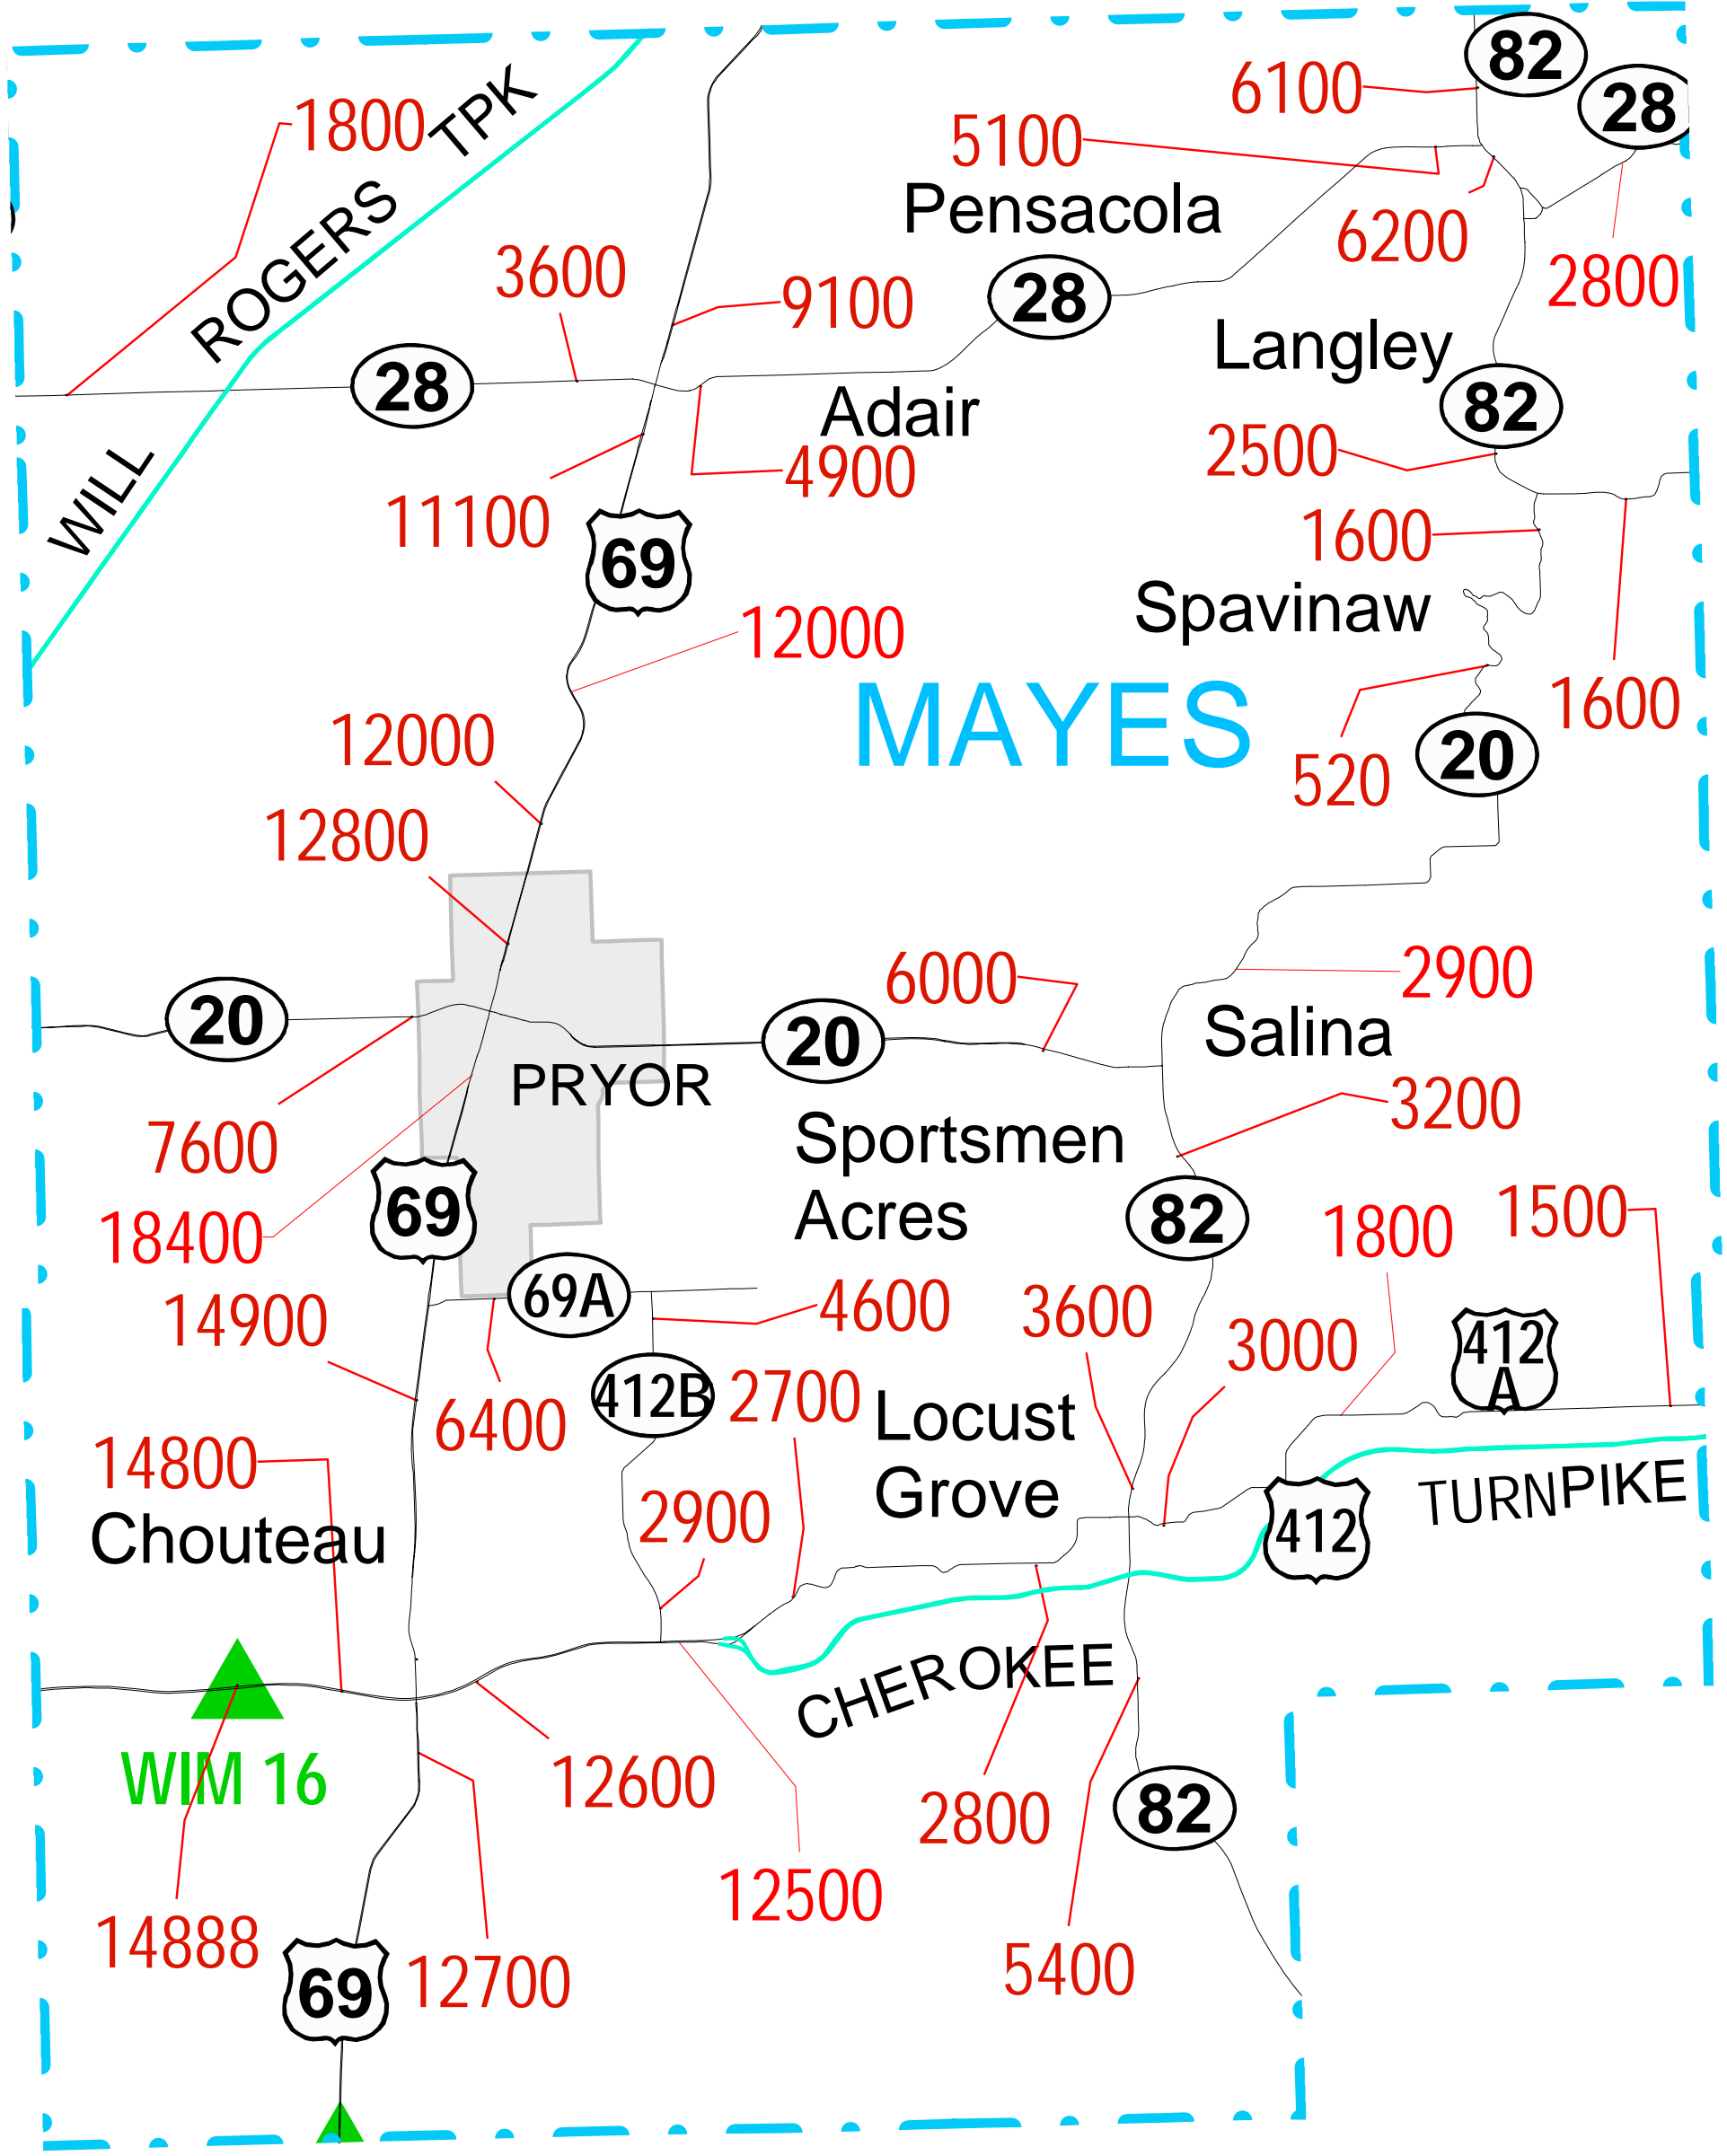 82
28
6100
1800
TPK
5100
Pensacola
ROGERS
6200
3600
9100
28
2800
Langley
28
Adair
82
4900
2500
WILL
11100
69
1600
Spavinaw
12000
MAYES
1600
12000
20
520
12800
6000
2900
20
20
Salina
PRYOR
3200
7600
Sportsmen
Acres
69
82
18400
1800
1500
69A
14900
4600
3600
3000
412
A
6400
412B
2700
Locust
Grove
14800
Chouteau
2900
412
TURNPIKE
CHEROKEE
WIM 16
12600
2800
82
12500
14888
69
12700
5400